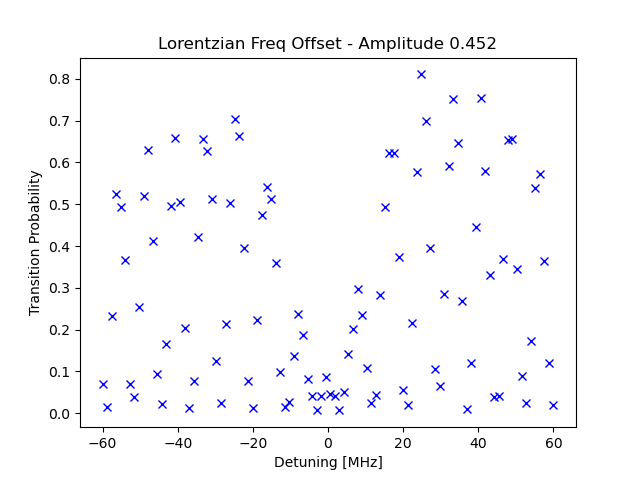 Lorentzian Freq Offset - Amplitude 0.452
0.8
0.7
0.6
0.5
0.4
0.3
0.2
0.1
0.0
Transition Probability
−60 −40 −20 0 20 40 60
Detuning [MHz]